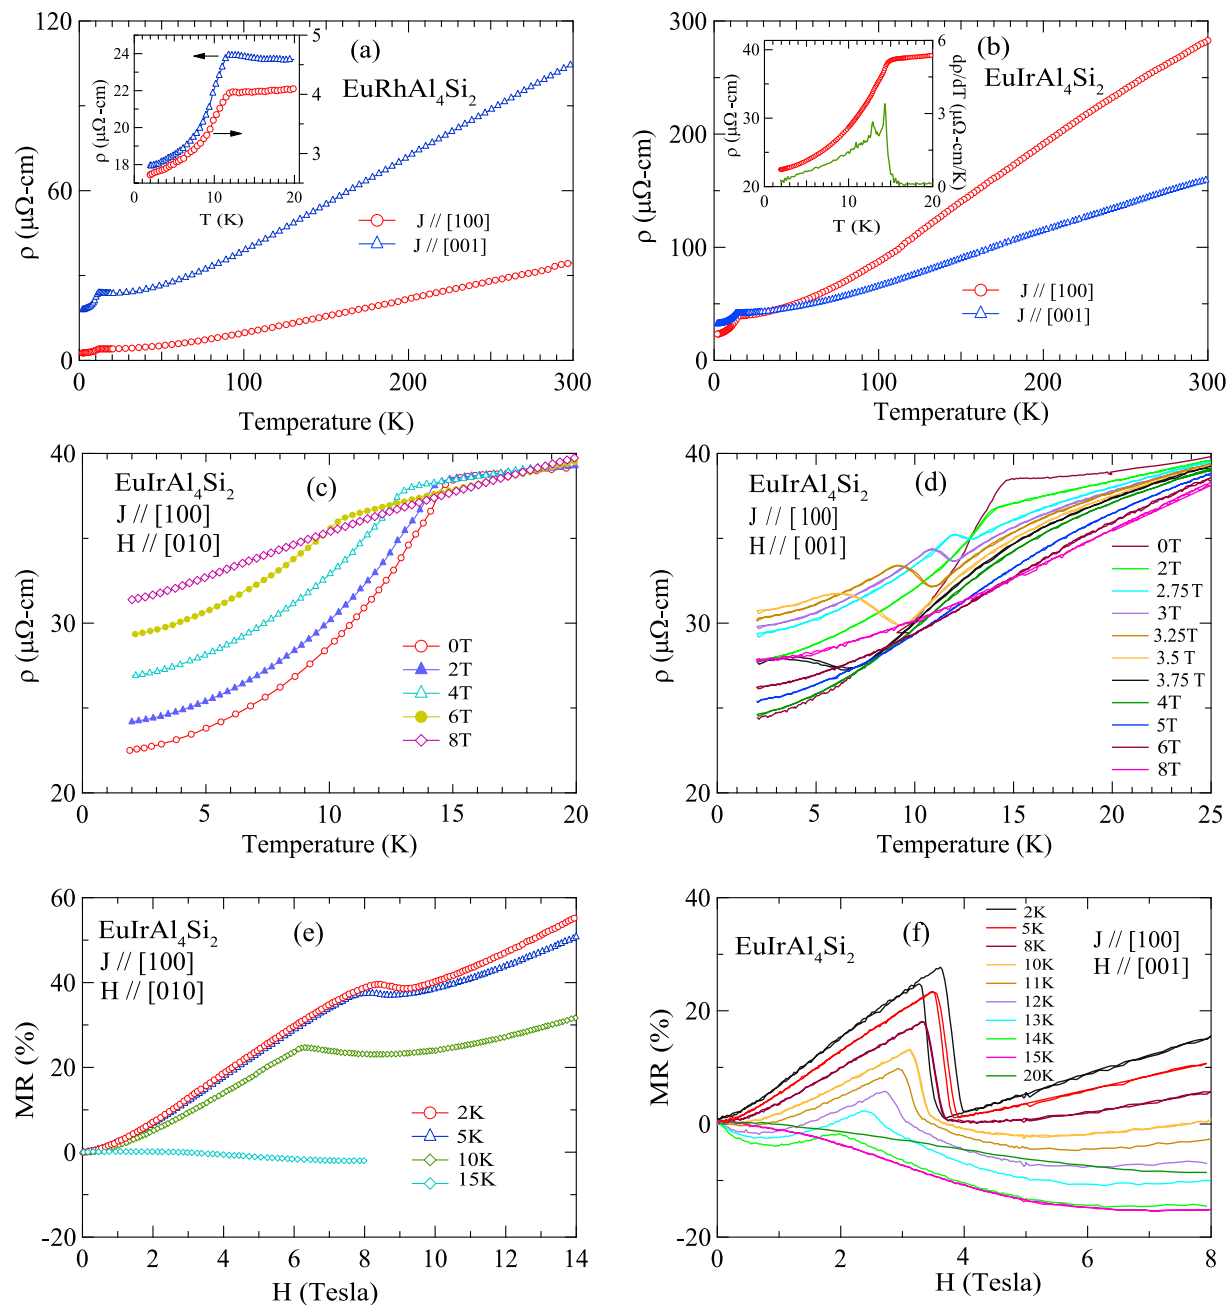 (a)
EuRhAl4Si2
ρ (μΩ-cm)
120
60
0
0
100
200
300
Temperature (K)
J // [100]
J // [001]
24
22
20
18
ρ (μΩ-cm)
5
4
3
2
0
10
20
T (K)
(b)
EuIrAl4Si2
ρ (μΩ-cm)
300
250
200
150
100
50
0
0
100
200
300
Temperature (K)
J // [100]
J // [001]
40
30
20
ρ (μΩ-cm)
6
3
0
dρ/dT (μΩ-cm/K)
0
10
20
T (K)
EuIrAl4Si2
(c)
J // [100]
H // [010]
ρ (μΩ-cm)
40
30
20
0
5
10
15
20
Temperature (K)
0T
2T
4T
6T
8T
EuIrAl4Si2
(d)
J // [100]
H // [001]
ρ (μΩ-cm)
40
30
20
0
5
10
15
20
25
Temperature (K)
0T
2T
2.75T
3T
3.25T
3.5 T
3.75 T
4T
5T
6T
8T
EuIrAl4Si2
(e)
J // [100]
H // [010]
MR (%)
60
40
20
0
-20
0
2
4
6
8
10
12
14
H (Tesla)
2K
5K
10K
15K
EuIrAl4Si2
(f)
J // [100]
H // [001]
MR (%)
40
20
0
-20
0
2
4
6
8
H (Tesla)
2K
5K
8K
10K
11K
12K
13K
14K
15K
20K